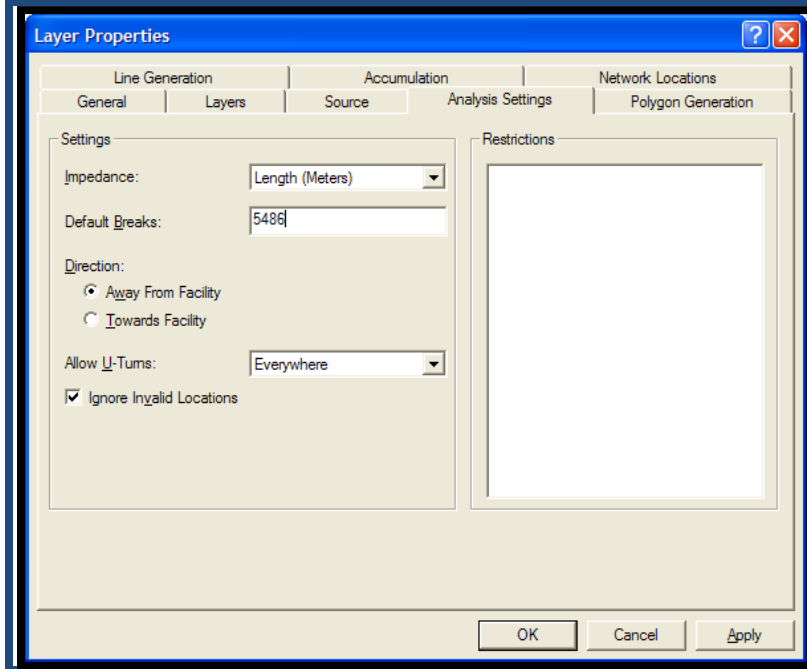 Layer Properties
Line Generation Accumulation Network Locations
General Layers Source Analysis Settings Polygon Generation
Settings
Impedance: Length (Meters)
Default Breaks: 5486
Direction:
Away From Facility
Towards Facility
Allow U-Turns: Everywhere
Ignore Invalid Locations
Restrictions
OK Cancel Apply